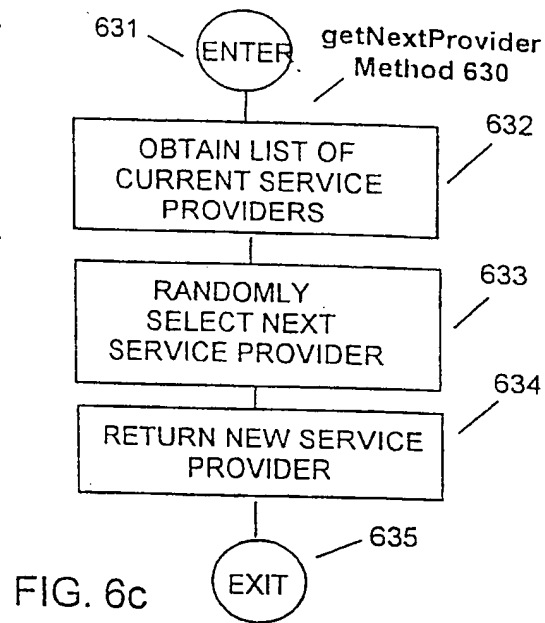 631
ENTER
getNextProvider
Method 630
632
OBTAIN LIST OF
CURRENT SERVICE
PROVIDERS
633
RANDOMLY
SELECT NEXT
SERVICE PROVIDER
634
RETURN NEW SERVICE
PROVIDER
635
EXIT
FIG. 6c